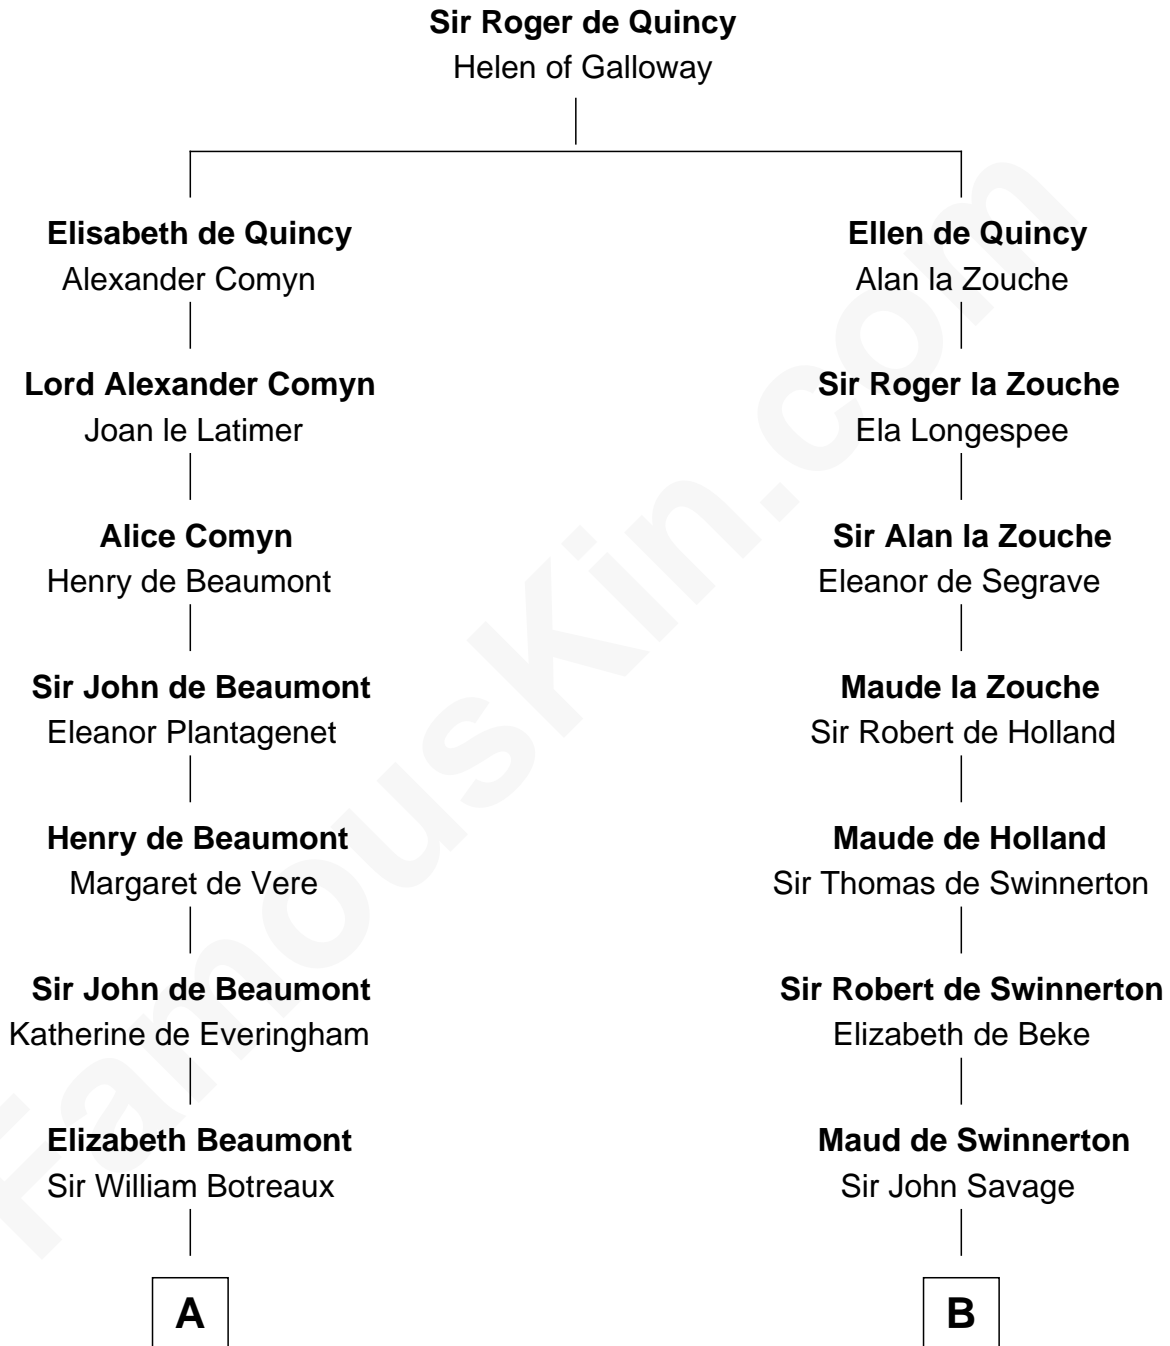 Sir Roger de Quincy
Helen of Galloway
Elisabeth de Quincy
Alexander Comyn
Ellen de Quincy
Alan la Zouche
Lord Alexander Comyn
Joan le Latimer
Sir Roger la Zouche
Ela Longespee
Alice Comyn
Henry de Beaumont
Sir Alan la Zouche
Eleanor de Segrave
Sir John de Beaumont
Eleanor Plantagenet
Maude la Zouche
Sir Robert de Holland
Henry de Beaumont
Margaret de Vere
Maude de Holland
Sir Thomas de Swinnerton
Sir John de Beaumont
Katherine de Everingham
Sir Robert de Swinnerton
Elizabeth de Beke
Elizabeth Beaumont
Sir William Botreaux
Maud de Swinnerton
Sir John Savage
A
B
FamousKin.com